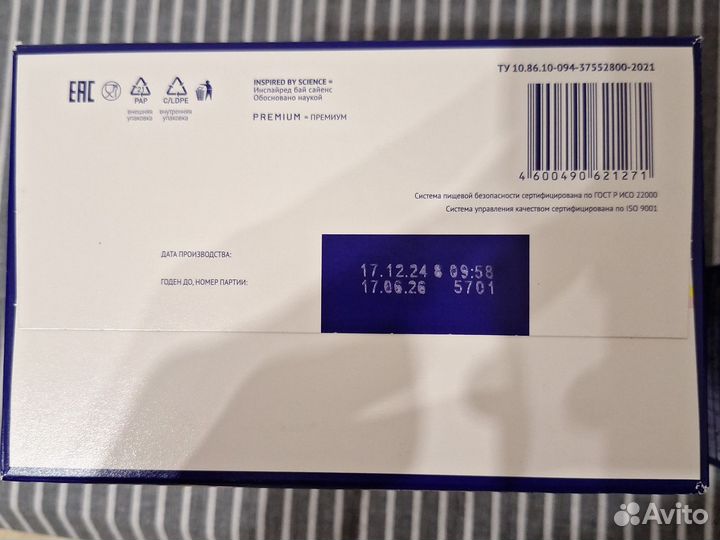 ТУ 10.86.10-094-37552800-2021
EAC
21
PAP
внешняя
упаковка
C/LDPE
внутренняя
упаковка
INSPIRED BY SCIENCE =
Инспайред бай сайенс
Обосновано наукой
PREMIUM = ПРЕМИУМ
4 600490 621271
Система пищевой безопасности сертифицирована по ГОСТ Р ИСО 22000
Система управления качеством сертифицирована по ISO 9001
ДАТА ПРОИЗВОДСТВА:
17.12.24 8 09:58
ГОДЕН ДО, НОМЕР ПАРТИИ:
17.06.26 5701
Avito